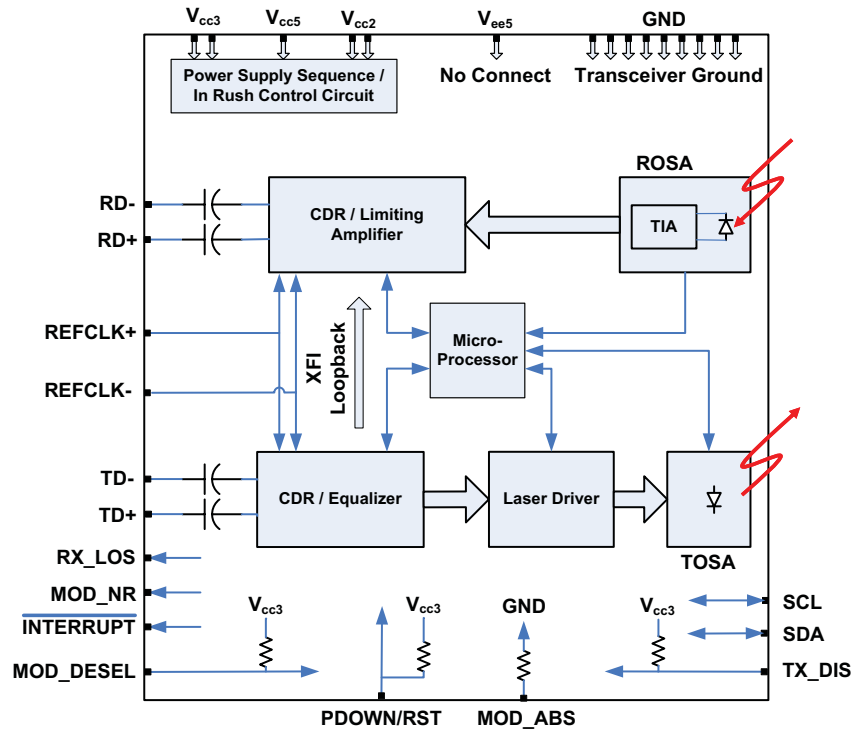 Vcc3
Vcc5
Vcc2
Vee5
GND
Power Supply Sequence /
In Rush Control Circuit
No Connect
Transceiver Ground
ROSA
RD-
RD+
CDR / Limiting
Amplifier
TIA
REFCLK+
REFCLK-
XFI
Loopback
Micro-
Processor
TD-
TD+
CDR / Equalizer
Laser Driver
TOSA
RX_LOS
MOD_NR
INTERRUPT
MOD_DESEL
Vcc3
Vcc3
GND
Vcc3
SCL
SDA
TX_DIS
PDOWN/RST
MOD_ABS